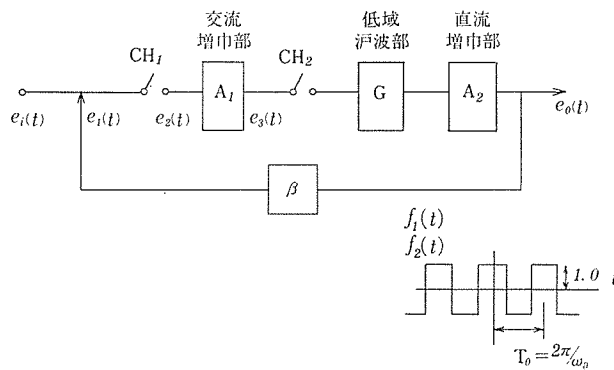 交流
増巾部
低域
沪波部
直流
増巾部
CH₁
CH₂
A₁
G
A₂
eᵢ(t)
e₁(t)
e₂(t)
e₃(t)
e₀(t)
β
f₁(t)
f₂(t)
1.0
t
T₀=2π/ω₀